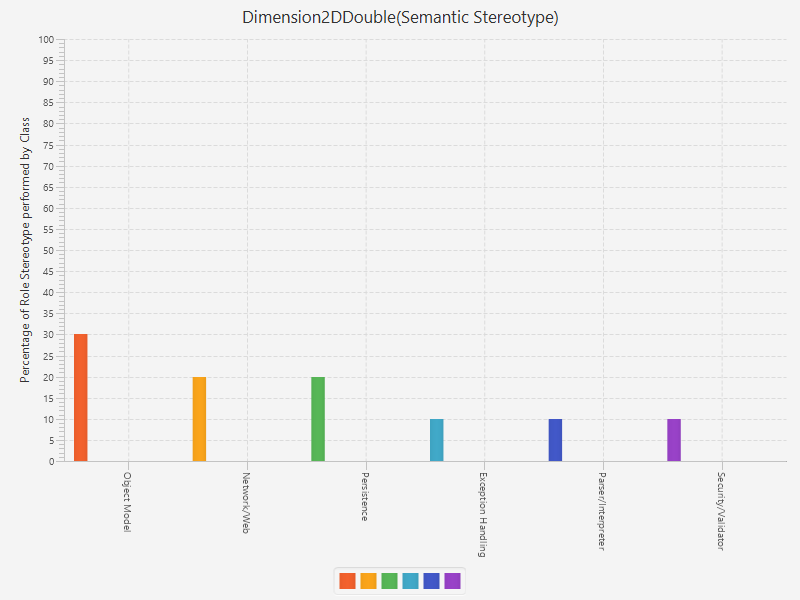 Dimension2DDouble(Semantic Stereotype)
Percentage of Role Stereotype performed by Class
100
95
90
85
80
75
70
65
60
55
50
45
40
35
30
25
20
15
10
5
0
Object Model
Network/Web
Persistence
Exception Handling
Parser/Interpreter
Security/Validator